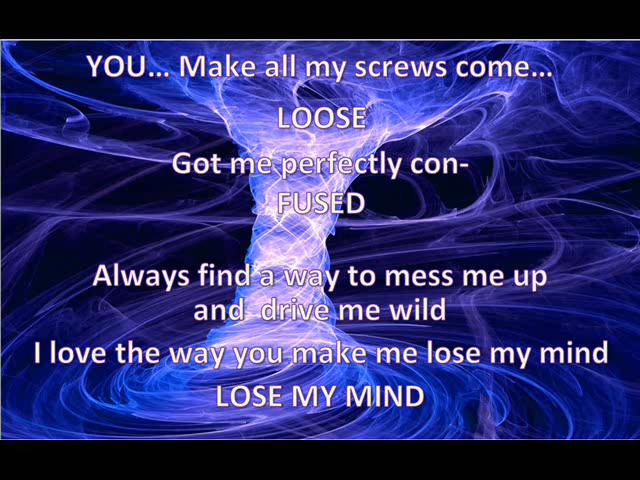 YOU... Make all my screws come...
LOOSE
Got me perfectly con-
FUSED
Always find a way to mess me up
and  drive me wild
I love the way you make me lose my mind
LOSE MY MIND